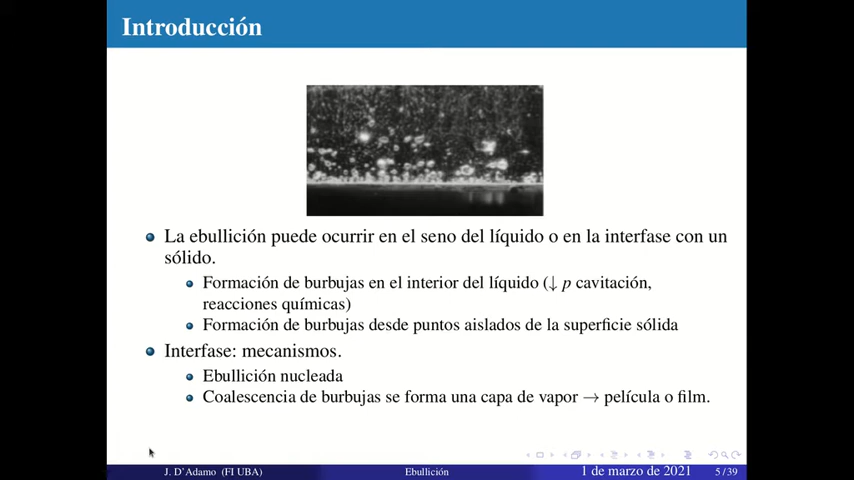 Introducción
La ebullición puede ocurrir en el seno del líquido o en la interfase con un
sólido.
Formación de burbujas en el interior del líquido (↓ p cavitación,
reacciones químicas)
Formación de burbujas desde puntos aislados de la superficie sólida
Interfase: mecanismos.
Ebullición nucleada
Coalescencia de burbujas se forma una capa de vapor → película o film.
J. D'Adamo (FI UBA) Ebullición 1 de marzo de 2021 5 / 39